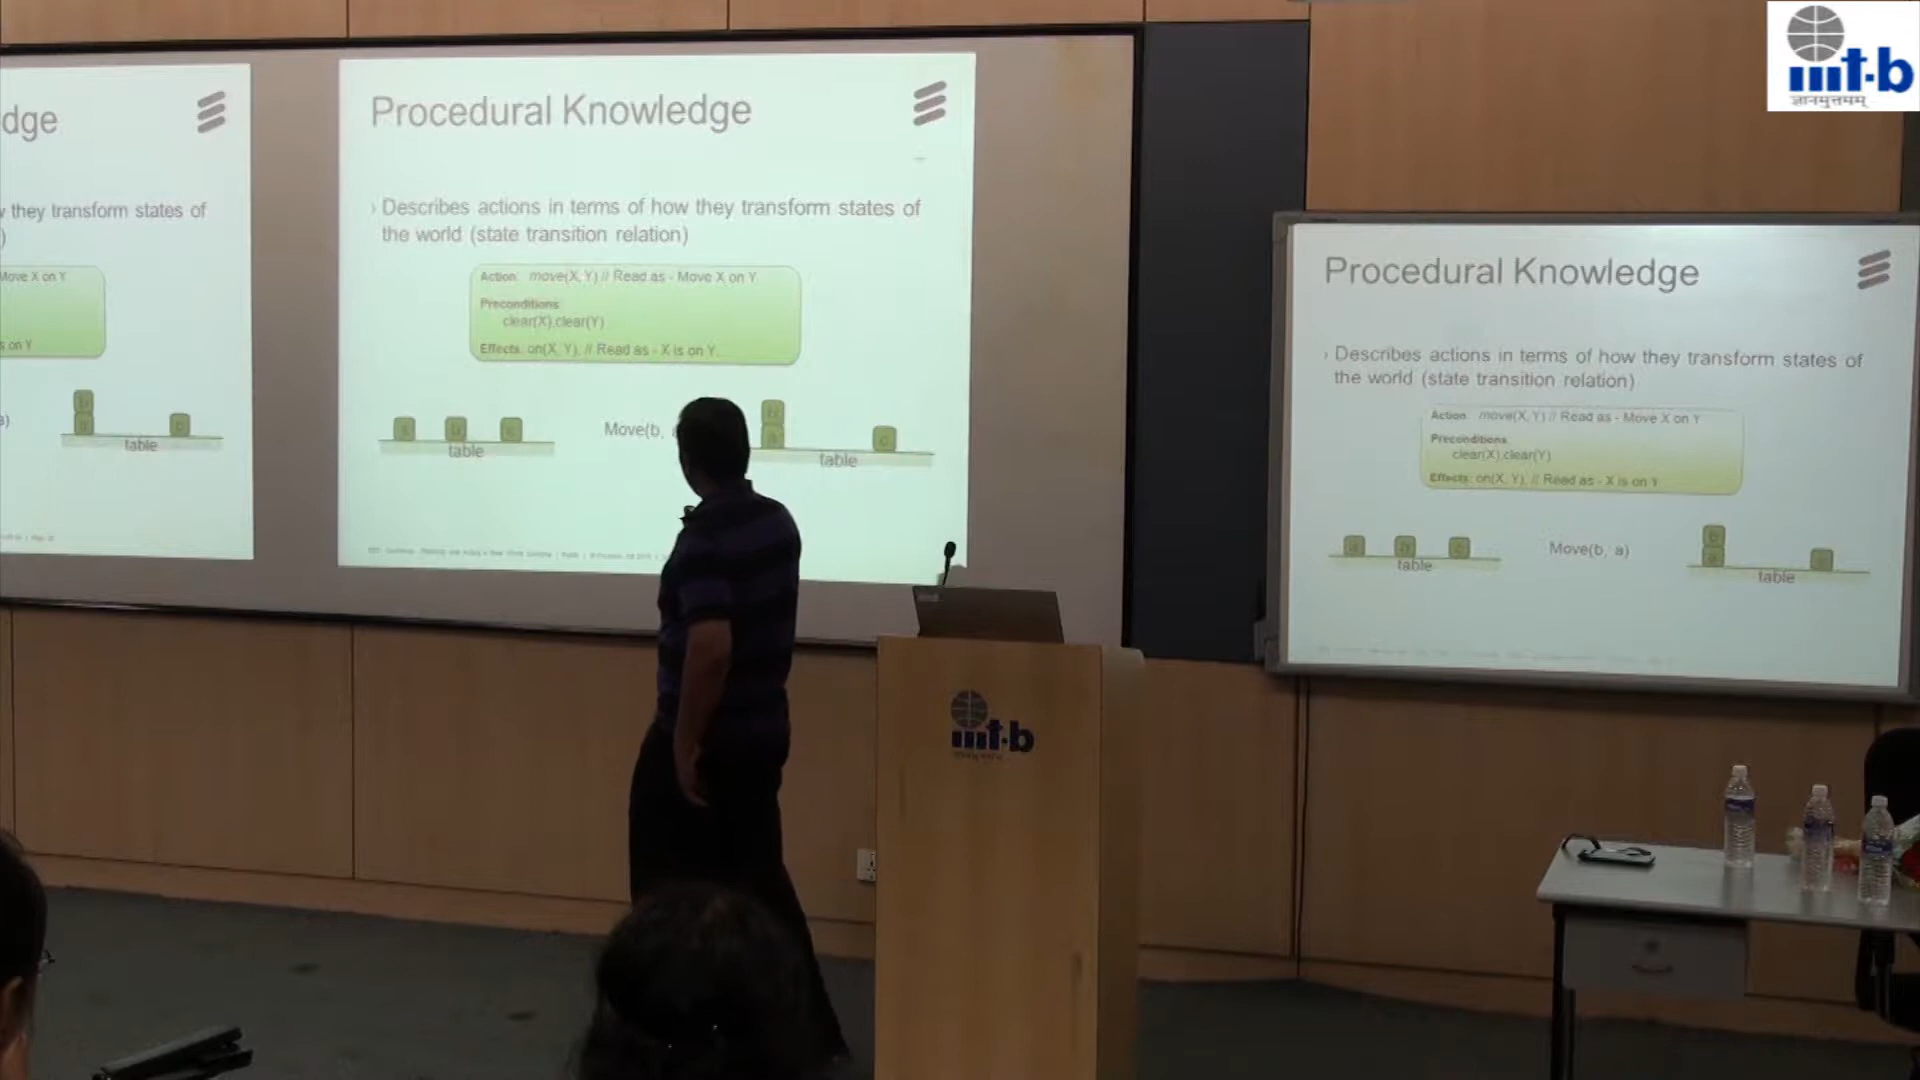 dge
y they transform states of
)
Move X on Y
s on Y
table
Procedural Knowledge
› Describes actions in terms of how they transform states of
the world (state transition relation)
Action: move(X, Y) // Read as - Move X on Y
Preconditions:
clear(X),clear(Y)
Effects: on(X, Y), // Read as - X is on Y
a b c
table
Move(b,
b
a c
table
iiit-b
ज्ञानमुत्तमम्
Procedural Knowledge
› Describes actions in terms of how they transform states of
the world (state transition relation)
Action: move(X, Y) // Read as - Move X on Y
Preconditions:
clear(X),clear(Y)
Effects: on(X, Y), // Read as - X is on Y
a b c
table
Move(b, a)
b
a c
table
iiit-b